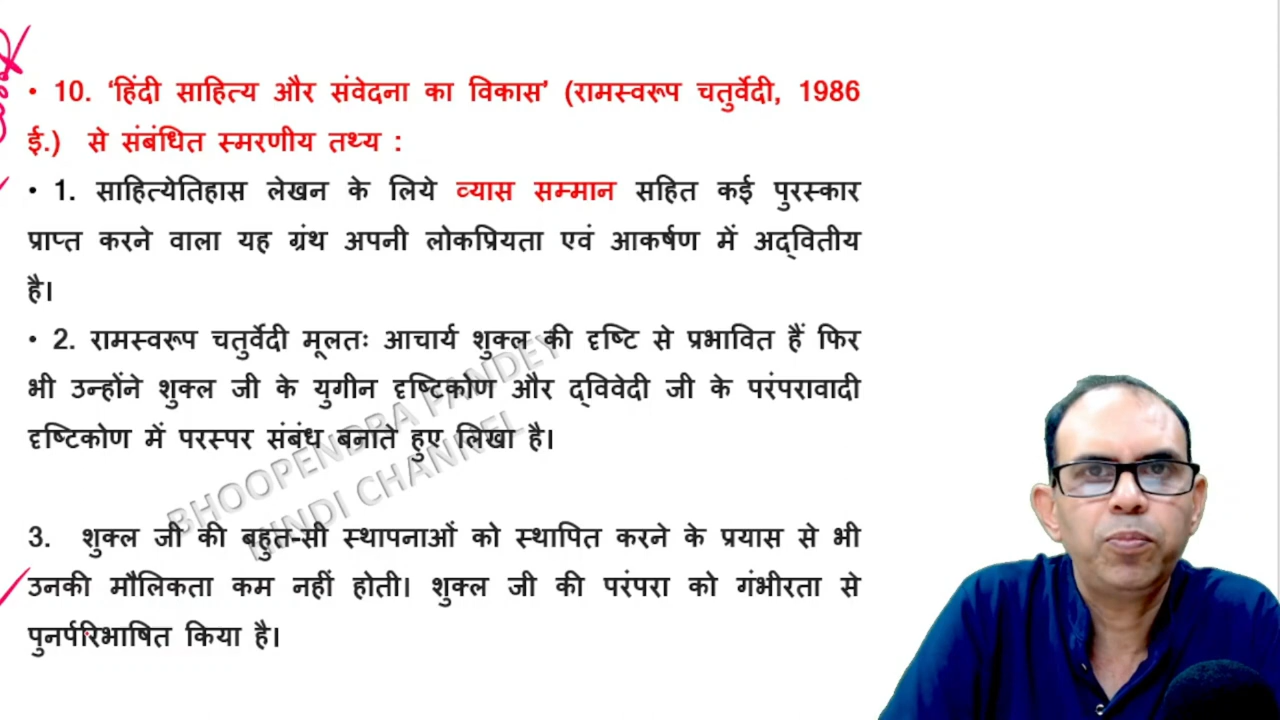 • 10. ‘हिंदी साहित्य और संवेदना का विकास’ (रामस्वरूप चतुर्वेदी, 1986
ई.) से संबंधित स्मरणीय तथ्य :
• 1. साहित्येतिहास लेखन के लिये व्यास सम्मान सहित कई पुरस्कार
प्राप्त करने वाला यह ग्रंथ अपनी लोकप्रियता एवं आकर्षण में अद्वितीय
है।
• 2. रामस्वरूप चतुर्वेदी मूलतः आचार्य शुक्ल की दृष्टि से प्रभावित हैं फिर
भी उन्होंने शुक्ल जी के युगीन दृष्टिकोण और द्विवेदी जी के परंपरावादी
दृष्टिकोण में परस्पर संबंध बनाते हुए लिखा है।
BHOOPENDRA PANDEY
HINDI CHANNEL
3. शुक्ल जी की बहुत-सी स्थापनाओं को स्थापित करने के प्रयास से भी
उनकी मौलिकता कम नहीं होती। शुक्ल जी की परंपरा को गंभीरता से
पुनर्परिभाषित किया है।